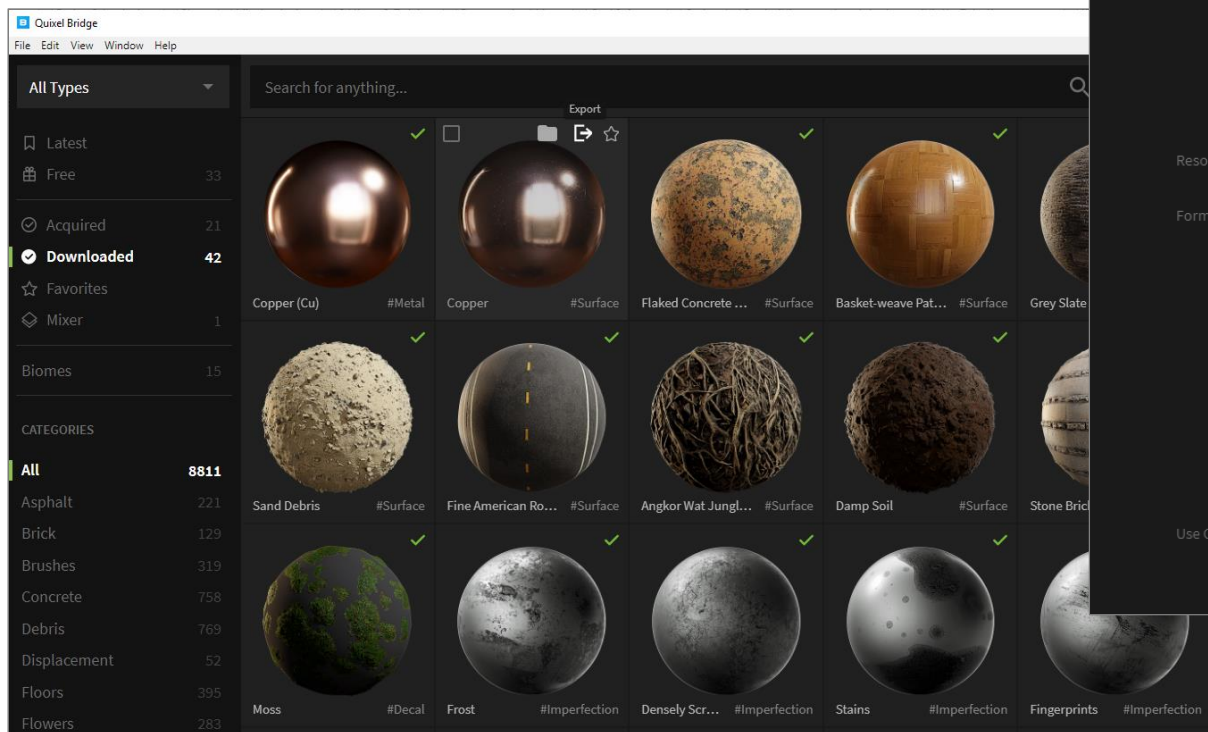 Quixel Bridge
File Edit View Window Help
All Types
Search for anything...
Export
Latest
Free 33
Acquired 21
Downloaded 42
Favorites
Mixer 1
Biomes 15
CATEGORIES
All 8811
Asphalt 221
Brick 129
Brushes 319
Concrete 758
Debris 769
Displacement 52
Floors 395
Flowers 283
Copper (Cu) #Metal
Copper #Surface
Flaked Concrete ... #Surface
Basket-weave Pat... #Surface
Grey Slate
Sand Debris #Surface
Fine American Ro... #Surface
Angkor Wat Jungl... #Surface
Damp Soil #Surface
Stone Bric
Moss #Decal
Frost #Imperfection
Densely Scr... #Imperfection
Stains #Imperfection
Fingerprints #Imperfection
Reso
Form
Use